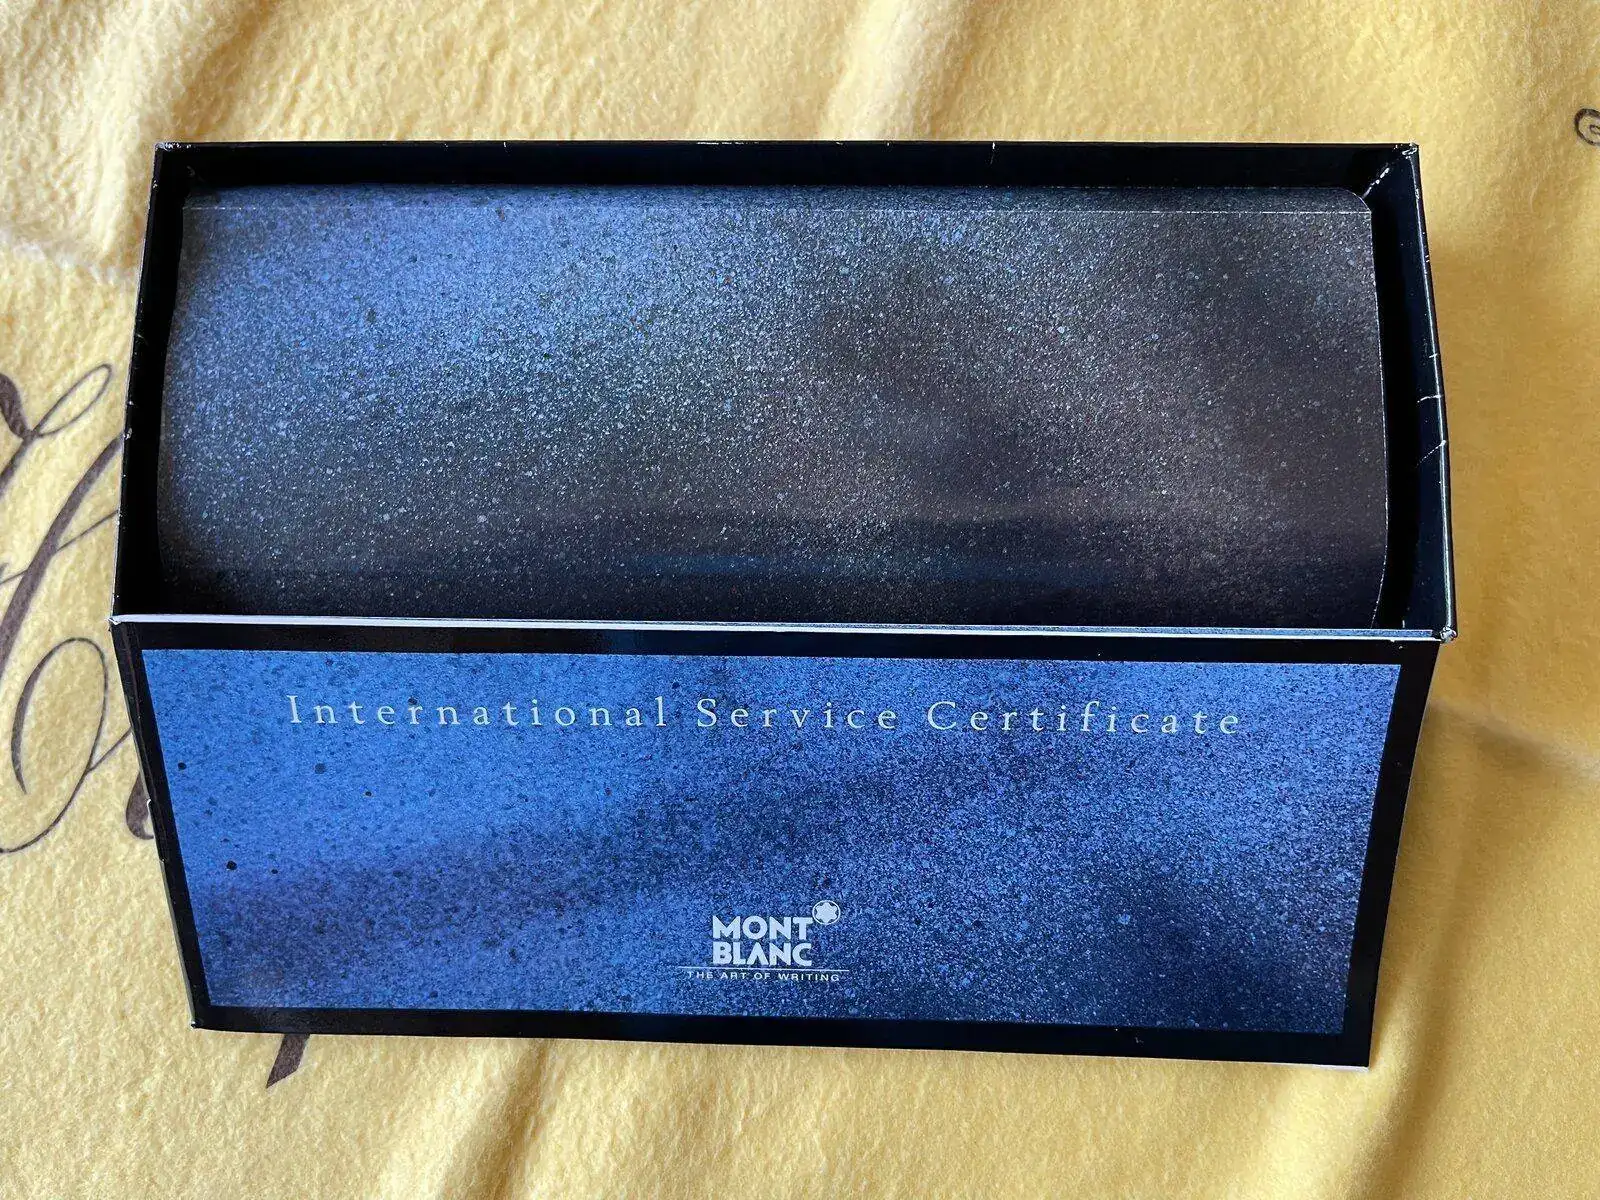 International Service Certificate
MONT
BLANC
THE ART OF WRITING